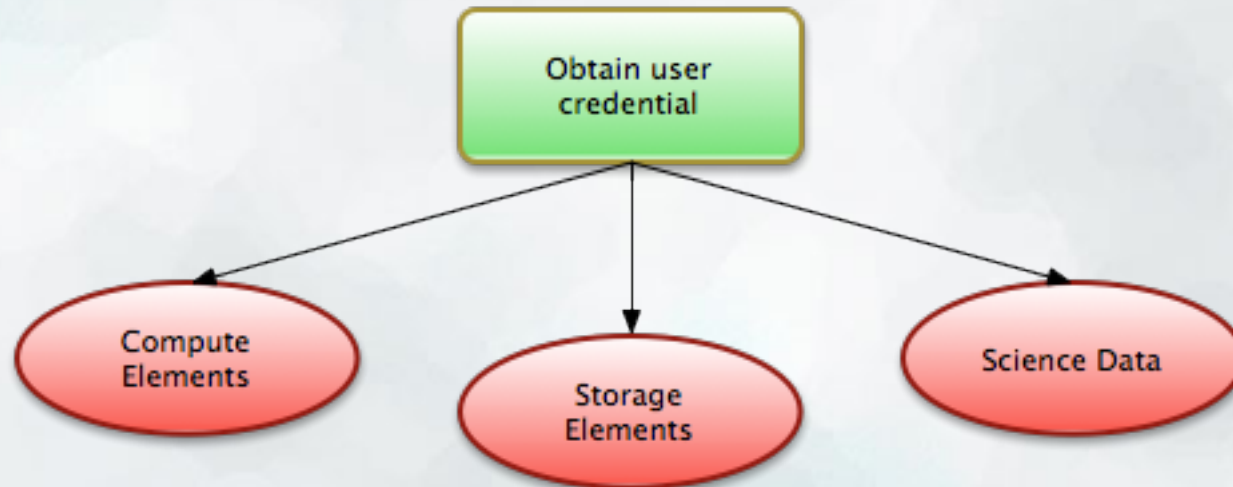 Obtain user
credential
Compute
Elements
Storage
Elements
Science Data